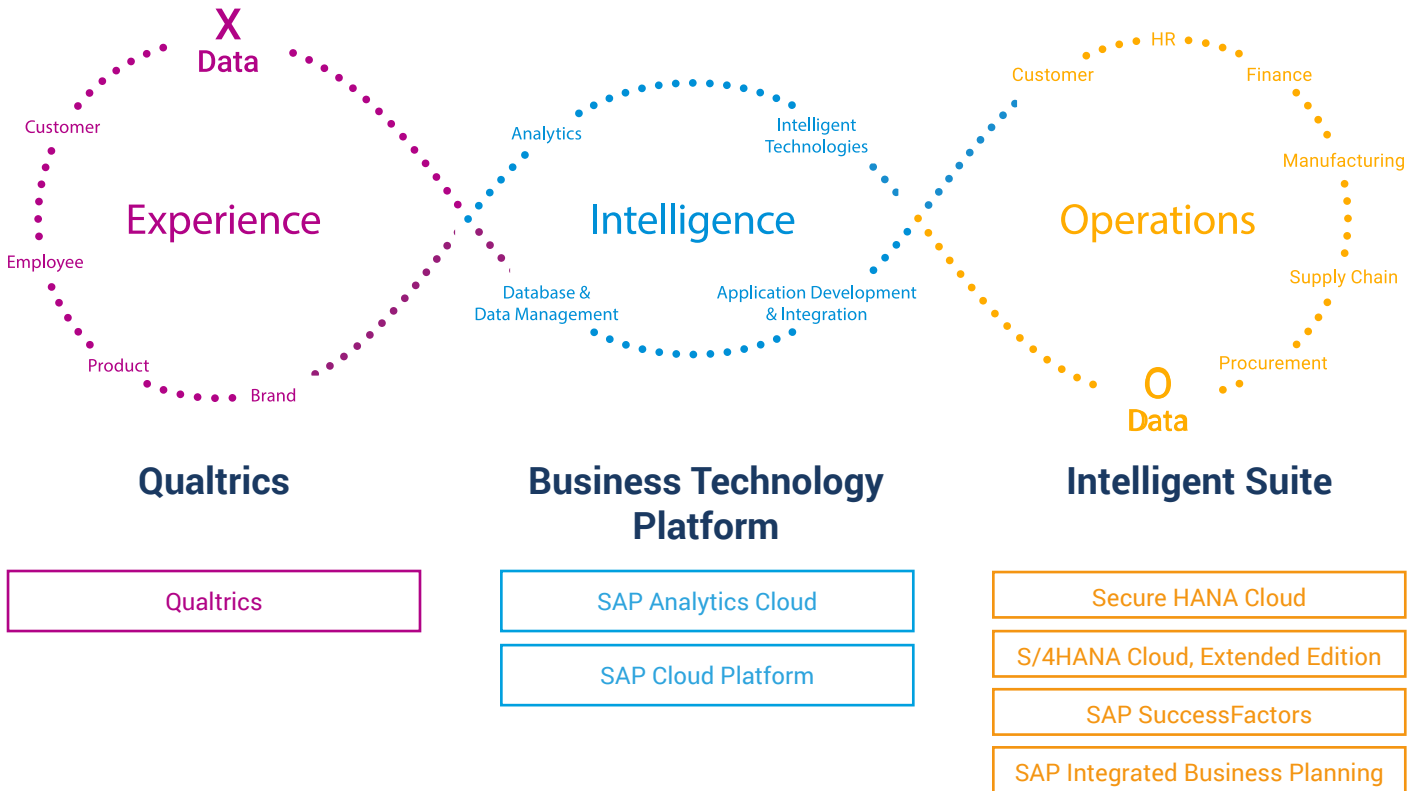 X
Data
Customer
Employee
Product
Brand
Experience
Analytics
Intelligent
Technologies
Intelligence
Database &
Data Management
Application Development
& Integration
Customer
HR
Finance
Manufacturing
Supply Chain
Procurement
Operations
O
Data
Qualtrics
Business Technology
Platform
Intelligent Suite
Qualtrics
SAP Analytics Cloud
SAP Cloud Platform
Secure HANA Cloud
S/4HANA Cloud, Extended Edition
SAP SuccessFactors
SAP Integrated Business Planning